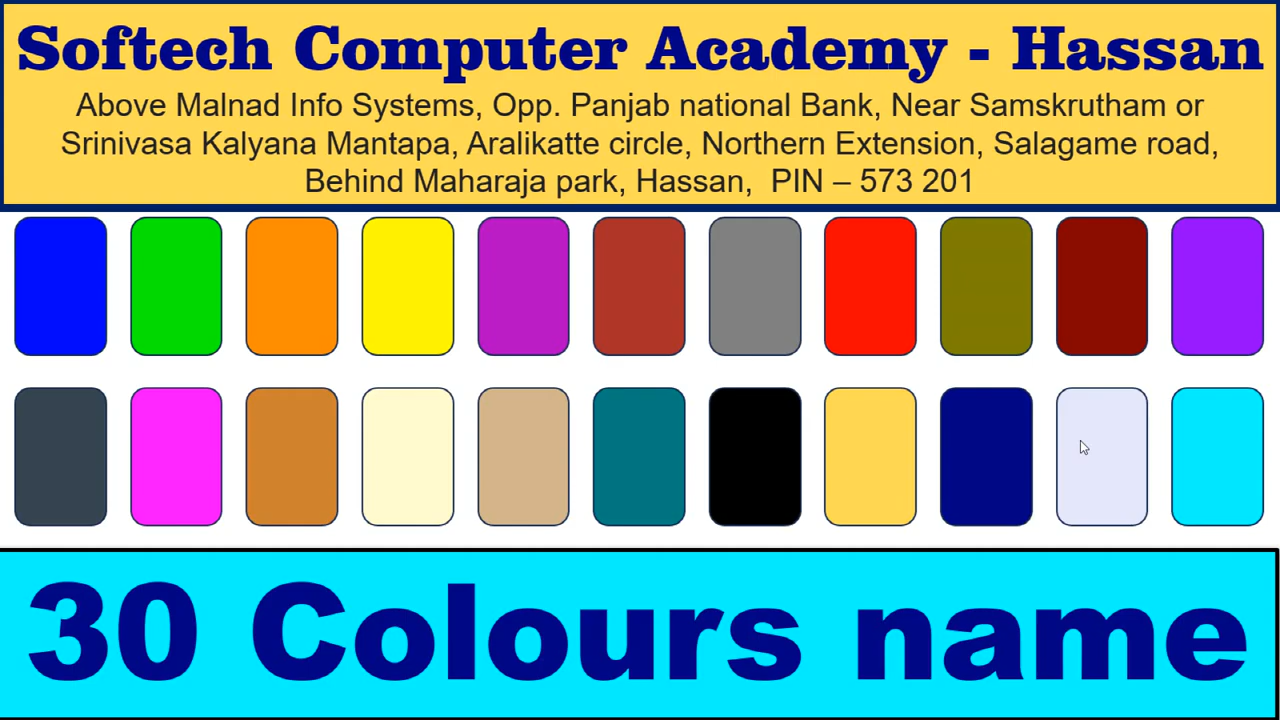 Softech Computer Academy - Hassan
Above Malnad Info Systems, Opp. Panjab national Bank, Near Samskrutham or
Srinivasa Kalyana Mantapa, Aralikatte circle, Northern Extension, Salagame road,
Behind Maharaja park, Hassan,  PIN – 573 201
30 Colours name